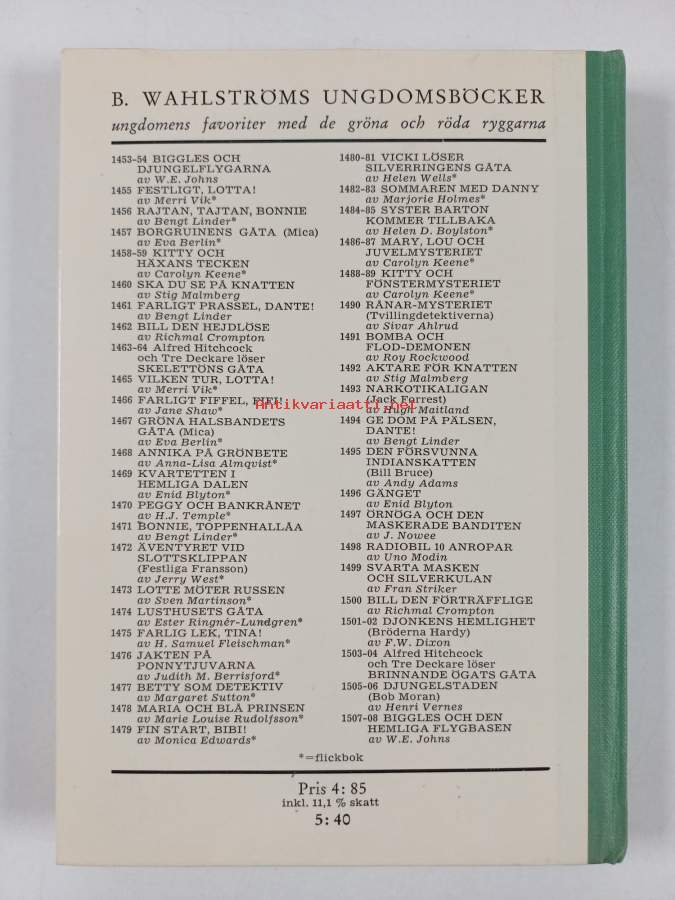 B. WAHLSTRÖMS UNGDOMSBÖCKER
ungdomens favoriter med de gröna och röda ryggarna
1453-54 BIGGLES OCH
DJUNGELFLYGARNA
av W.E. Johns
1455 FESTLIGT, LOTTA!
av Merri Vik*
1456 RAJTAN, TAJTAN, BONNIE
av Bengt Linder*
1457 BORGRUINENS GÅTA (Mica)
av Eva Berlin*
1458-59 KITTY OCH
HÄXANS TECKEN
av Carolyn Keene*
1460 SKA DU SE PÅ KNATTEN
av Stig Malmberg
1461 FARLIGT PRASSEL, DANTE!
av Bengt Linder
1462 BILL DEN HEJDLÖSE
av Richmal Crompton
1463-64 Alfred Hitchcock
och Tre Deckare löser
SKELETTÖNS GÅTA
1465 VILKEN TUR, LOTTA!
av Merri Vik*
1466 FARLIGT FIFFEL, FIFI!
av Jane Shaw*
1467 GRÖNA HALSBANDETS
GÅTA (Mica)
av Eva Berlin*
1468 ANNIKA PÅ GRÖNBETE
av Anna-Lisa Almqvist*
1469 KVARTETTEN I
HEMLIGA DALEN
av Enid Blyton*
1470 PEGGY OCH BANKRÅNET
av H.J. Temple*
1471 BONNIE, TOPPENHALLÅA
av Bengt Linder*
1472 ÄVENTYRET VID
SLOTTSKLIPPAN
(Festliga Fransson)
av Jerry West*
1473 LOTTE MÖTER RUSSEN
av Sven Martinson*
1474 LUSTHUSETS GÅTA
av Ester Ringnér-Lundgren*
1475 FARLIG LEK, TINA!
av H. Samuel Fleischman*
1476 JAKTEN PÅ
PONNYTJUVARNA
av Judith M. Berrisford*
1477 BETTY SOM DETEKTIV
av Margaret Sutton*
1478 MARIA OCH BLÅ PRINSEN
av Marie Louise Rudolfsson*
1479 FIN START, BIBI!
av Monica Edwards*
1480-81 VICKI LÖSER
SILVERRINGENS GÅTA
av Helen Wells*
1482-83 SOMMAREN MED DANNY
av Marjorie Holmes*
1484-85 SYSTER BARTON
KOMMER TILLBAKA
av Helen D. Boylston*
1486-87 MARY, LOU OCH
JUVELMYSTERIET
av Carolyn Keene*
1488-89 KITTY OCH
FÖNSTERMYSTERIET
av Carolyn Keene*
1490 RÅNAR-MYSTERIET
(Tvillingdetektiverna)
av Sivar Ahlrud
1491 BOMBA OCH
FLOD-DEMONEN
av Roy Rockwood
1492 AKTARE FÖR KNATTEN
av Stig Malmberg
1493 NARKOTIKALIGAN
(Jack Forrest)
av Hugh Maitland
1494 GE DOM PÅ PÄLSEN,
DANTE!
av Bengt Linder
1495 DEN FÖRSVUNNA
INDIANSKATTEN
(Bill Bruce)
av Andy Adams
1496 GÄNGET
av Enid Blyton
1497 ÖRNÖGA OCH DEN
MASKERADE BANDITEN
av J. Nowee
1498 RADIOBIL 10 ANROPAR
av Uno Modin
1499 SVARTA MASKEN
OCH SILVERKULAN
av Fran Striker
1500 BILL DEN FÖRTRÄFFLIGE
av Richmal Crompton
1501-02 DJONKENS HEMLIGHET
(Bröderna Hardy)
av F.W. Dixon
1503-04 Alfred Hitchcock
och Tre Deckare löser
BRINNANDE ÖGATS GÅTA
1505-06 DJUNGELSTADEN
(Bob Moran)
av Henri Vernes
1507-08 BIGGLES OCH DEN
HEMLIGA FLYGBASEN
av W.E. Johns
*=flickbok
Pris 4: 85
inkl. 11,1 % skatt
5: 40
Antikvariaatti.net